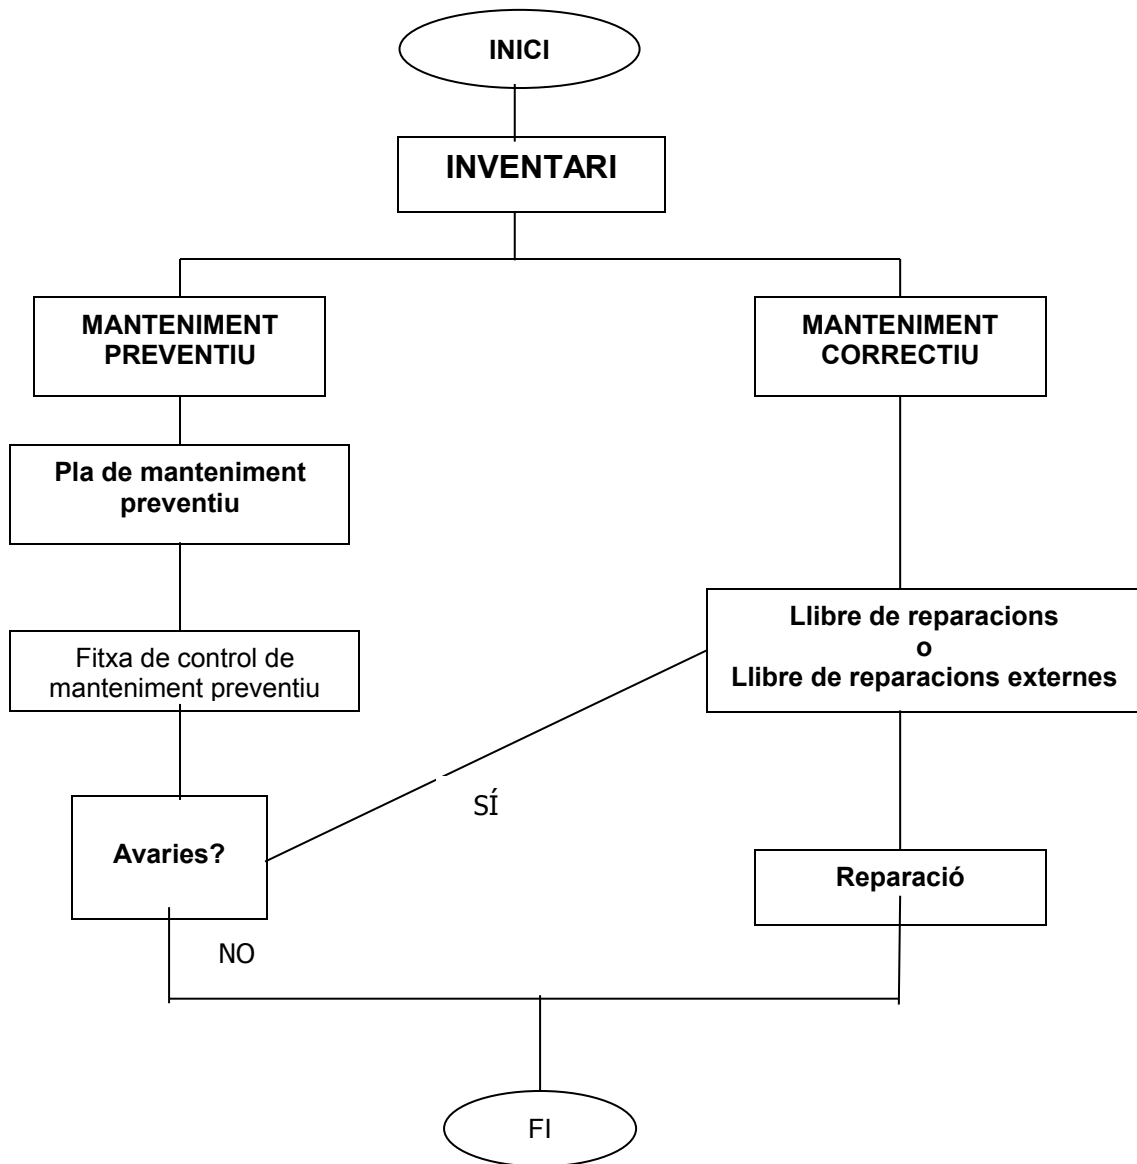 INICI
INVENTARI
MANTENIMENT
PREVENTIU
MANTENIMENT
CORRECTIU
Pla de manteniment
preventiu
Llibre de reparacions
o
Llibre de reparacions externes
Fitxa de control de
manteniment preventiu
SÍ
Avaries?
Reparació
NO
FI